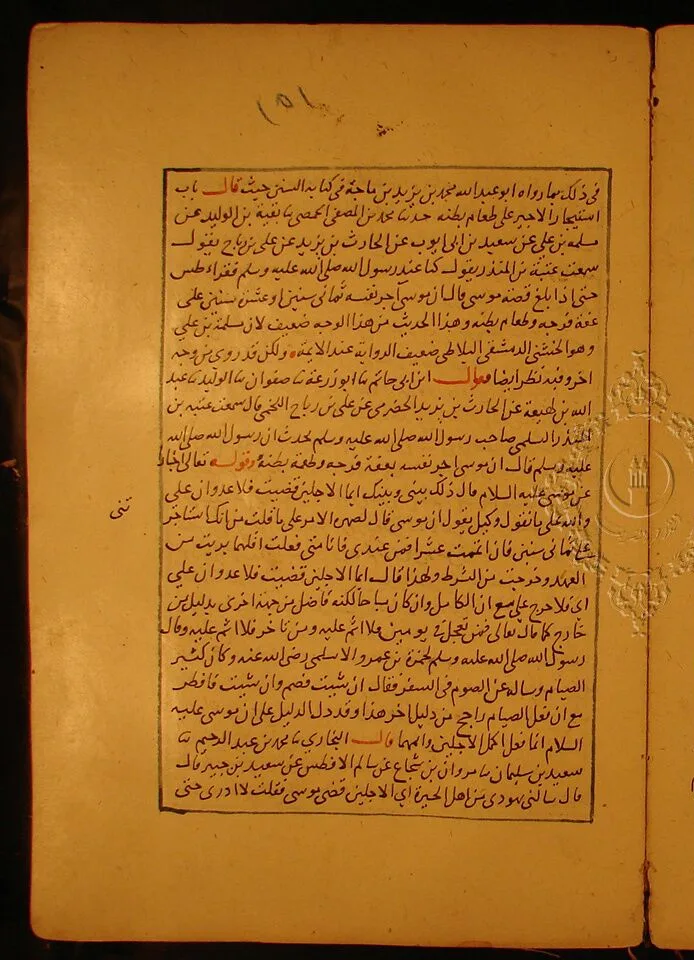 ١٥١
في ذلك بما رواه ابو عبد الله محمد بن يزيد بن ماجة في كتابه السنن حيث قال باب
استئجار الاجير على طعام بطنه حدثنا محمد بن المصفى الحمصي ثنا بقية بن الوليد عن
مسلمه بن علي عن سعيد بن ابي ايوب عن الحارث بن يزيد عن علي بن رباح يقول
سمعت عتبة بن المنذر يقول كنا عند رسول الله صلى الله عليه وسلم فقراء طس
حتى اذا بلغ قصة موسى قال ان موسى آجر نفسه ثماني سنين او عشر سنين على
عفة فرجه وطعام بطنه وهذا الحديث من هذا الوجه ضعيف لان مسلمة بن علي
وهو الخشني الدمشقي البلاطي ضعيف الرواية عند الائمة ولكن قد روي من وجه
اخر وفيه نظر ايضا فقال ابن ابي حاتم ثنا ابو زرعة ثنا صفوان ثنا الوليد ثنا عبد
الله بن لهيعة عن الحارث بن يزيد الحضرمي عن علي بن رباح اللخمي قال سمعت عتبه بن
المنذر السلمي صاحب رسول الله صلى الله عليه وسلم يحدث ان رسول الله صلى الله
عليه وسلم قال ان موسى اجر نفسه بعفة فرجه وطعمة بطنه وقوله تعالى اخبارا
عن موسى عليه السلام قال ذلك بيني وبينك ايما الاجلين قضيت فلا عدوان علي
والله على ما نقول وكيل يقول ان موسى قال لصهره الامر على ما قلت من انك استاجرتني
على ثماني سنين فان اتممت عشرا فمن عندي فانا متى فعلت اقلهما برئت من
العهد وخرجت من الشرط ولهذا قال ايما الاجلين قضيت فلا عدوان علي
اي فلا حرج علي مع ان الكامل وان كان مباحا لكنه فاضل من جهة اخرى بدليل من
خارج كما قال تعالى فمن تعجل في يومين فلا اثم عليه ومن تاخر فلا اثم عليه وقال
رسول الله صلى الله عليه وسلم لحمزة بن عمرو الاسلمي رضي الله عنه وكان كثير
الصيام وساله عن الصوم في السفر فقال ان شئت فصم وان شئت فافطر
مع ان فعل الصيام راجح من دليل اخر هذا وقد دل الدليل على ان موسى عليه
السلام انما فعل اكمل الاجلين واتمهما قال البخاري ثنا محمد بن عبد الرحيم ثنا
سعيد بن سليمان ثنا مروان بن شجاع عن سالم الافطس عن سعيد بن جبير قال
قال سالني يهودي من اهل الحيرة اي الاجلين قضى موسى فقلت لا ادري حتى